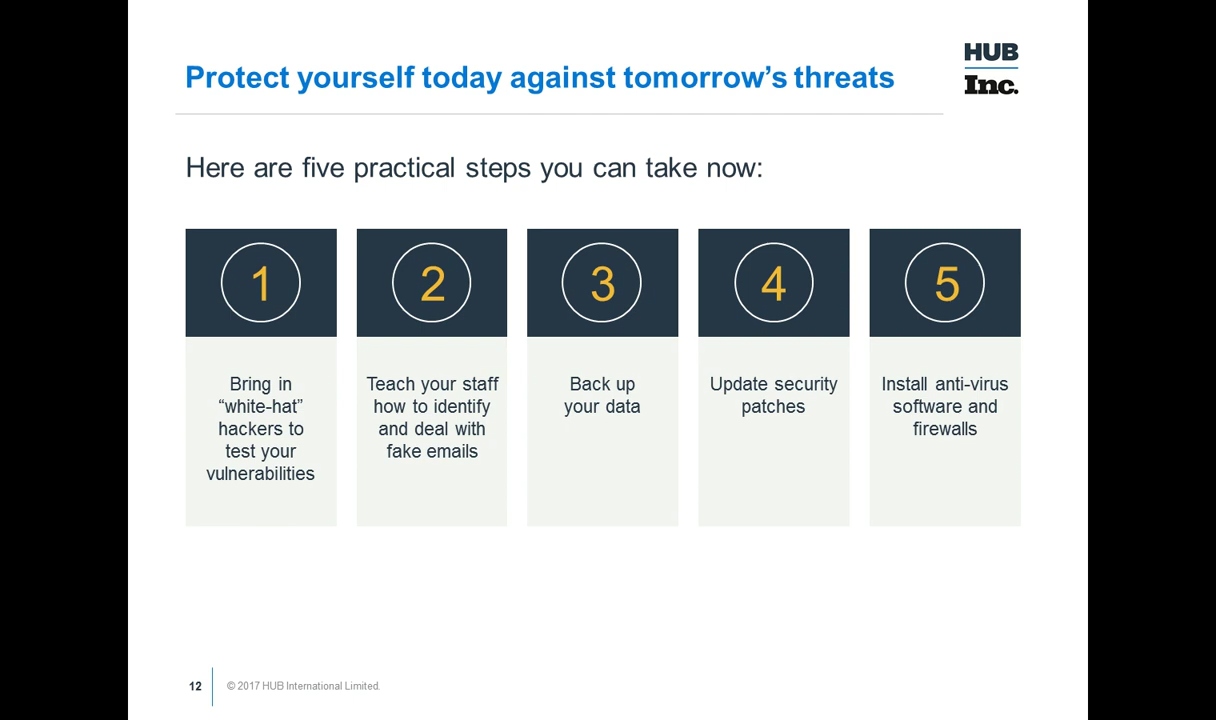 Protect yourself today against tomorrow’s threats
HUB
Inc.
Here are five practical steps you can take now:
1
Bring in
“white-hat”
hackers to
test your
vulnerabilities
2
Teach your staff
how to identify
and deal with
fake emails
3
Back up
your data
4
Update security
patches
5
Install anti-virus
software and
firewalls
12
© 2017 HUB International Limited.